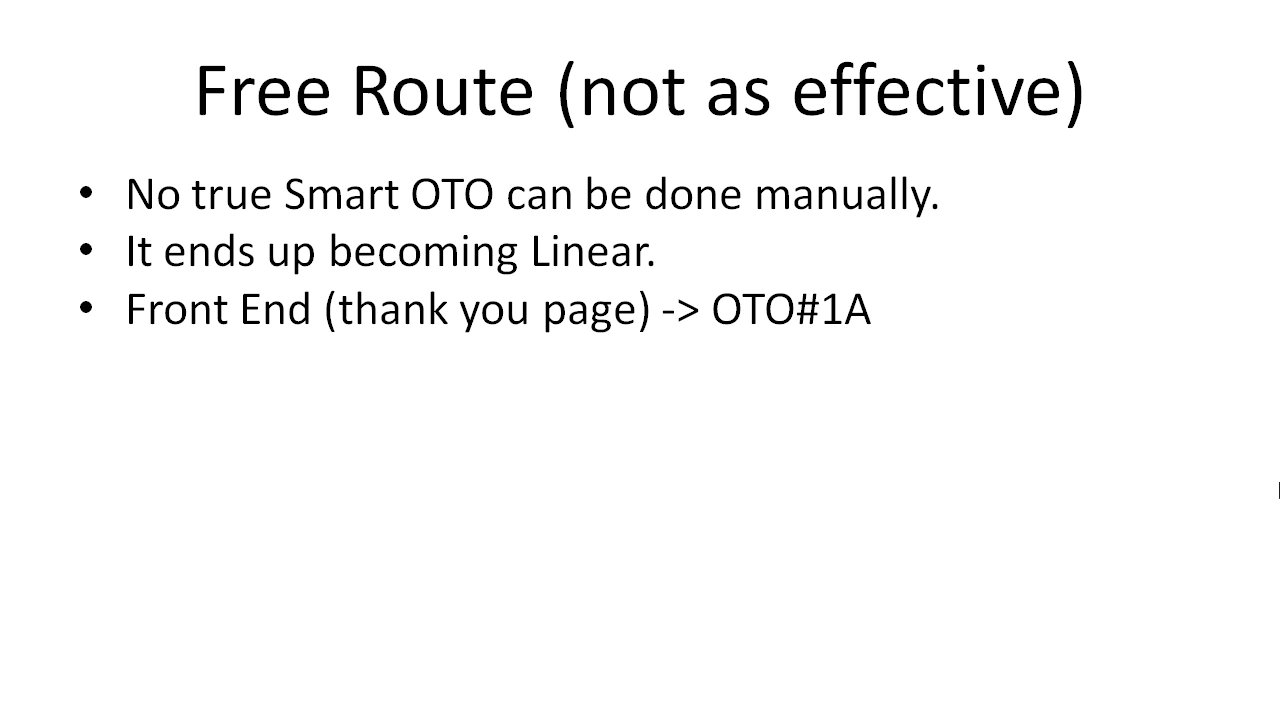 Free Route (not as effective)
• No true Smart OTO can be done manually.
• It ends up becoming Linear.
• Front End (thank you page) -> OTO#1A